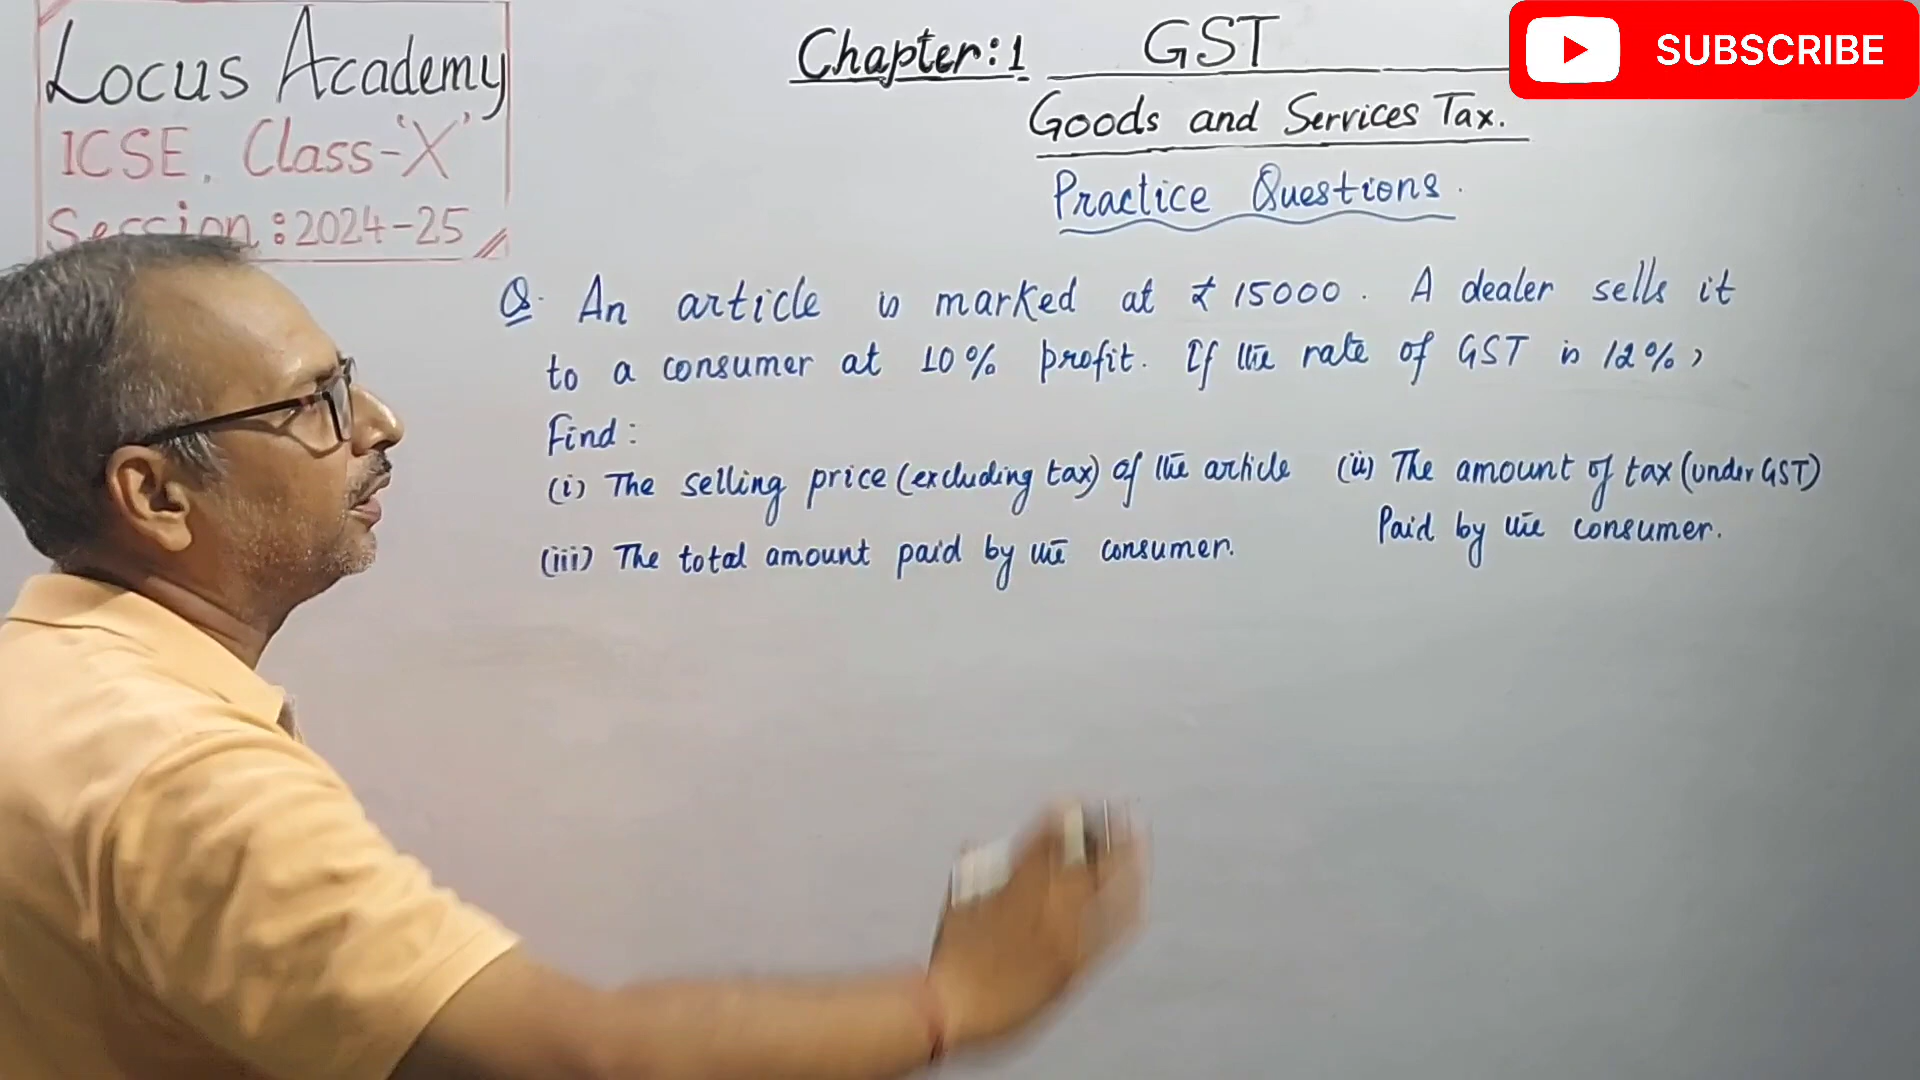 Locus Academy
ICSE. Class-'X'
Session : 2024-25
Chapter:1 GST
Goods and Services Tax.
Practice Questions.
SUBSCRIBE
Q. An article is marked at ₹ 15000. A dealer sells it
to a consumer at 10% profit. If the rate of GST is 12%,
Find:
(i) The selling price (excluding tax) of the article
(ii) The amount of tax (under GST)
Paid by the consumer.
(iii) The total amount paid by the consumer.